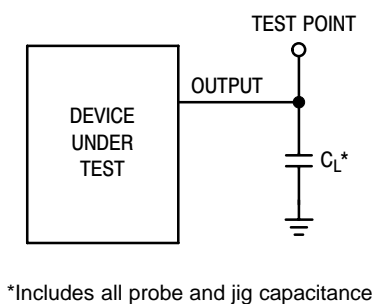 TEST POINT
OUTPUT
DEVICE
UNDER
TEST
CL*
*Includes all probe and jig capacitance